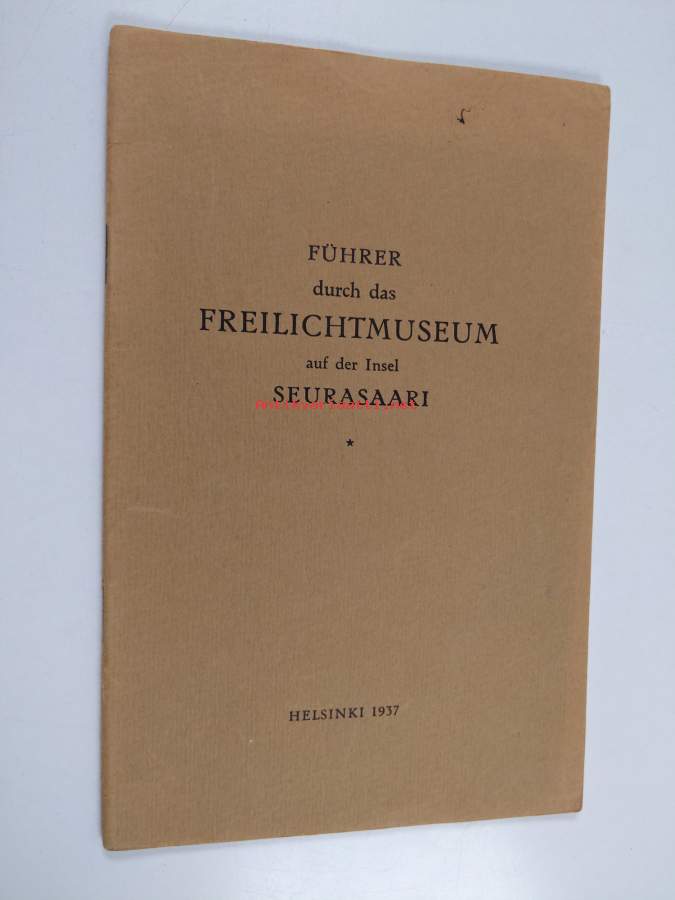 FÜHRER
durch das
FREILICHTMUSEUM
auf der Insel
SEURASAARI
★
HELSINKI 1937